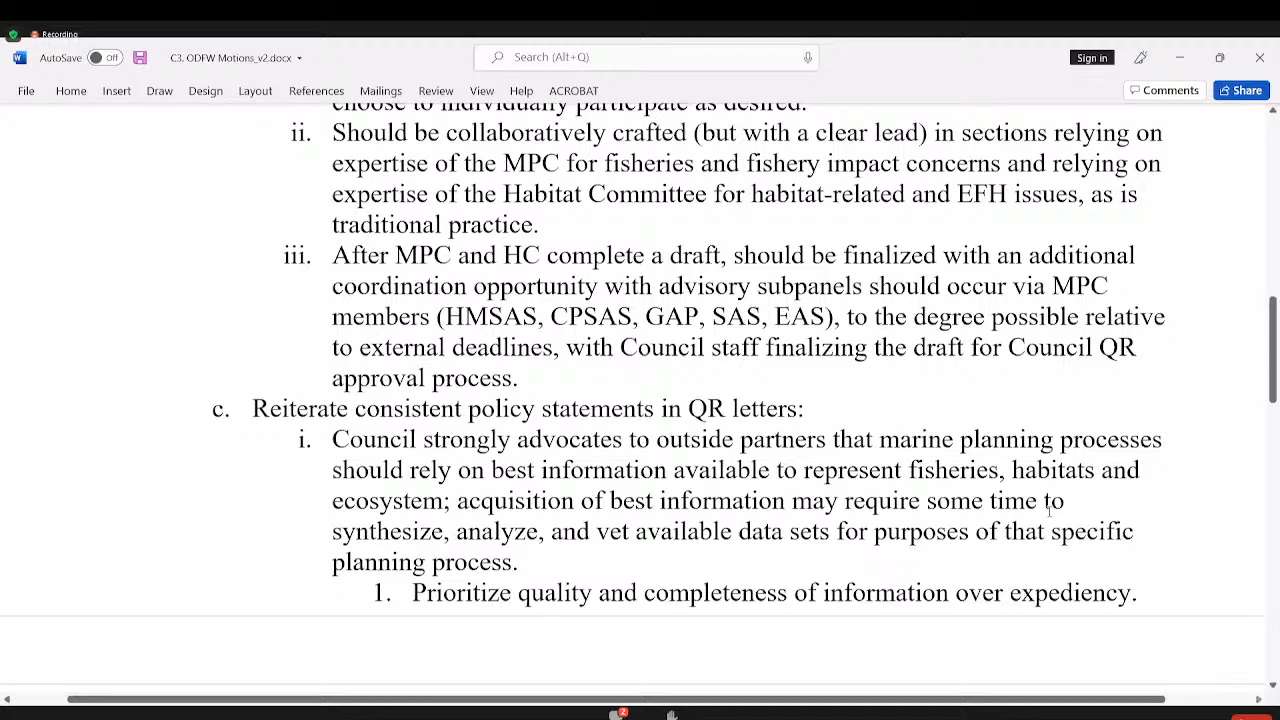 Recording
AutoSave Off C3. ODFW Motions_v2.docx Search (Alt+Q) Sign in
File Home Insert Draw Design Layout References Mailings Review View Help ACROBAT Comments Share
choose to individually participate as desired.
ii. Should be collaboratively crafted (but with a clear lead) in sections relying on
expertise of the MPC for fisheries and fishery impact concerns and relying on
expertise of the Habitat Committee for habitat-related and EFH issues, as is
traditional practice.
iii. After MPC and HC complete a draft, should be finalized with an additional
coordination opportunity with advisory subpanels should occur via MPC
members (HMSAS, CPSAS, GAP, SAS, EAS), to the degree possible relative
to external deadlines, with Council staff finalizing the draft for Council QR
approval process.
c. Reiterate consistent policy statements in QR letters:
i. Council strongly advocates to outside partners that marine planning processes
should rely on best information available to represent fisheries, habitats and
ecosystem; acquisition of best information may require some time to
synthesize, analyze, and vet available data sets for purposes of that specific
planning process.
1. Prioritize quality and completeness of information over expediency.
2